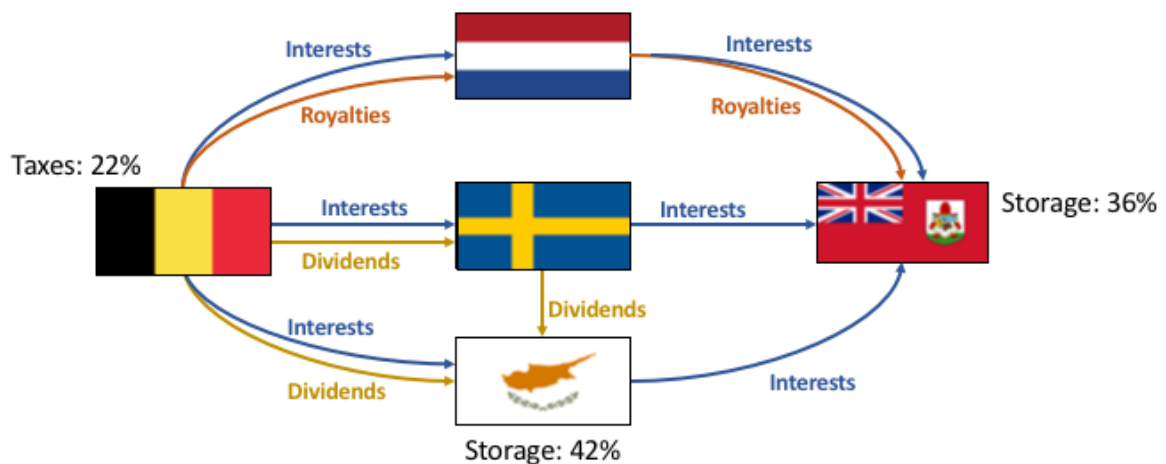 Interests
Interests
Royalties
Royalties
Taxes: 22%
Interests
Interests
Storage: 36%
Dividends
Dividends
Interests
Interests
Dividends
Storage: 42%